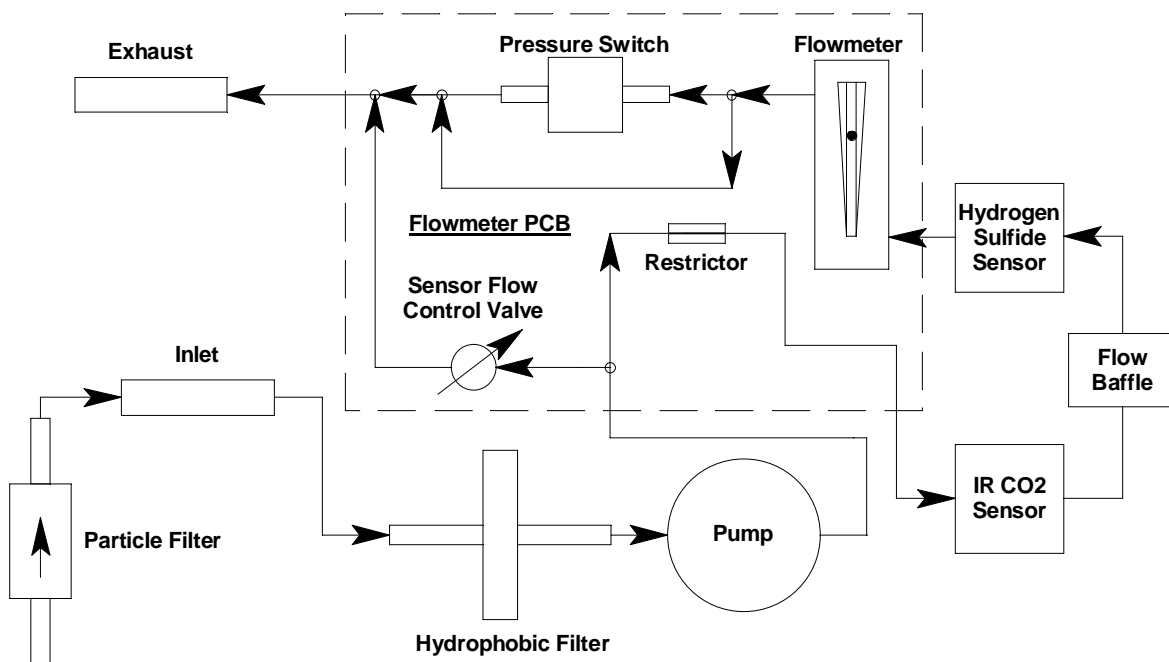 Exhaust
Pressure Switch
Flowmeter
Flowmeter PCB
Restrictor
Hydrogen
Sulfide
Sensor
Sensor Flow
Control Valve
Inlet
Flow
Baffle
Particle Filter
Pump
IR CO2
Sensor
Hydrophobic Filter